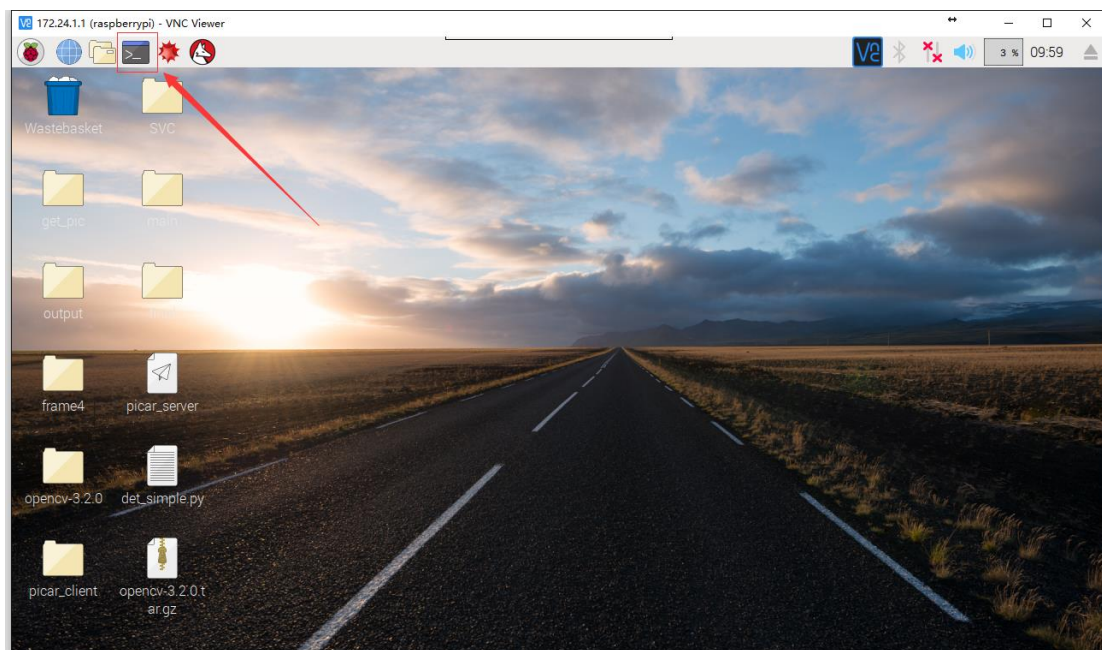 172.24.1.1 (raspberrypi) - VNC Viewer
3 % 09:59
Wastebasket SVC
get_pic main
output
frame4 picar_server
opencv-3.2.0 det_simple.py
picar_client opencv-3.2.0.t
ar.gz